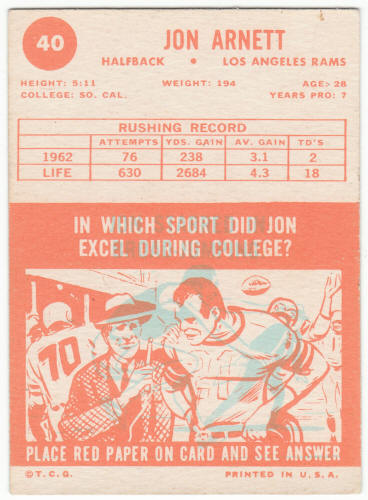 40
JON ARNETT
HALFBACK • LOS ANGELES RAMS
HEIGHT: 5:11 WEIGHT: 194 AGE: 28
COLLEGE: SO. CAL. YEARS PRO: 7
RUSHING RECORD
ATTEMPTS YDS. GAIN AV. GAIN TD'S
1962 76 238 3.1 2
LIFE 630 2684 4.3 18
IN WHICH SPORT DID JON
EXCEL DURING COLLEGE?
70
PLACE RED PAPER ON CARD AND SEE ANSWER
© T. C. G. PRINTED IN U. S. A.